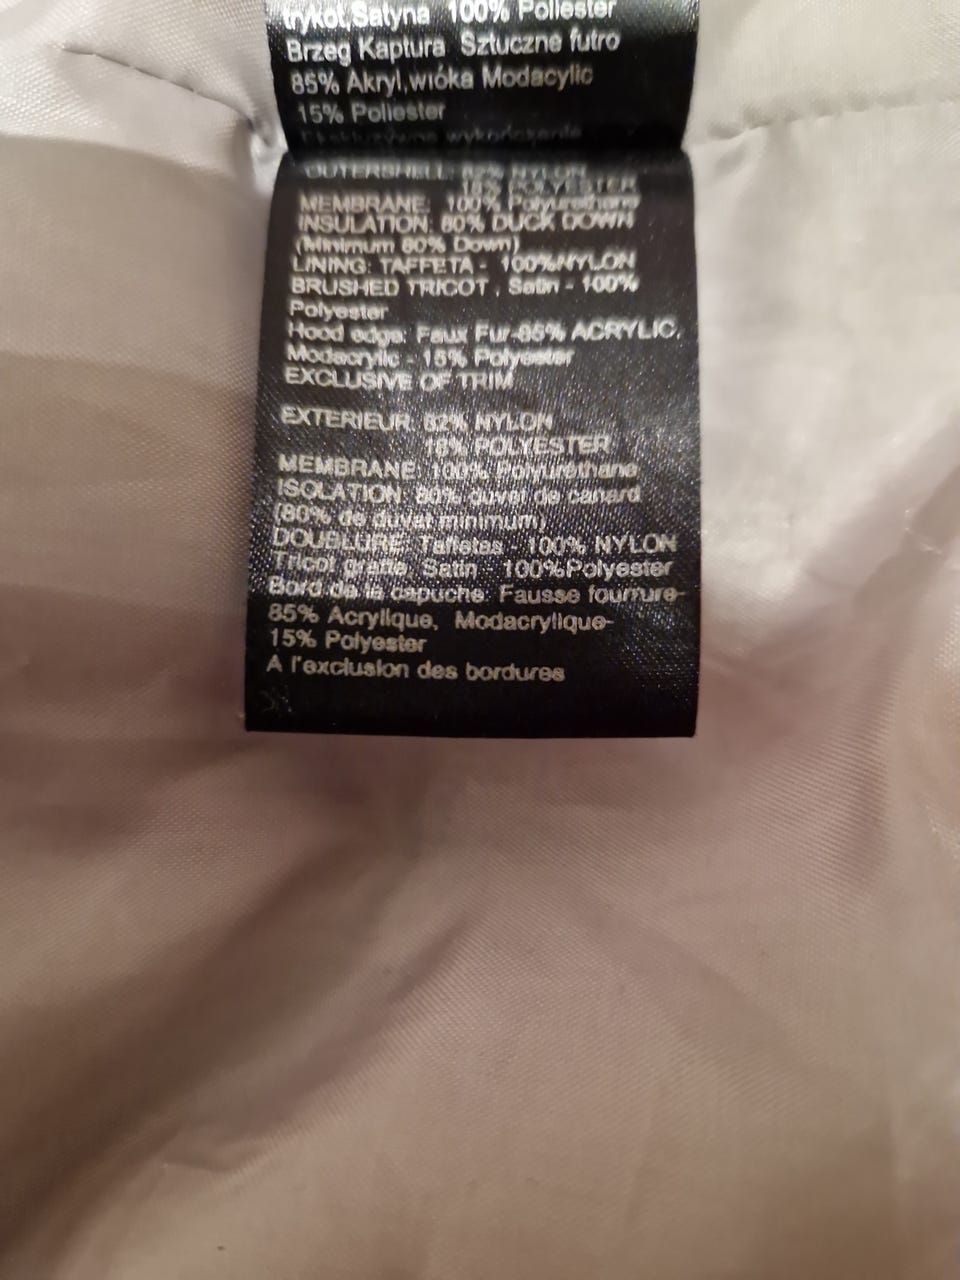 trykot,Satyna 100% Poliester
Brzeg Kaptura Sztuczne futro
85% Akryl,wióka Modacylic
15% Poliester
Ekskluzywne wykończenie
OUTERSHELL: 82% NYLON
18% POLYESTER
MEMBRANE: 100% Polyurethane
INSULATION: 80% DUCK DOWN
(Minimum 80% Down)
LINING: TAFFETA - 100%NYLON
BRUSHED TRICOT , Satin - 100%
Polyester
Hood edge: Faux Fur-85% ACRYLIC,
Modacrylic - 15% Polyester
EXCLUSIVE OF TRIM
EXTERIEUR: 82% NYLON
18% POLYESTER
MEMBRANE: 100% Polyuréthane
ISOLATION: 80% duvet de canard
(80% de duvet minimum)
DOUBLURE: Taffetas - 100% NYLON
Tricot gratté, Satin - 100%Polyester
Bord de la capuche: Fausse fourrure-
85% Acrylique, Modacrylique-
15% Polyester
A l'exclusion des bordures